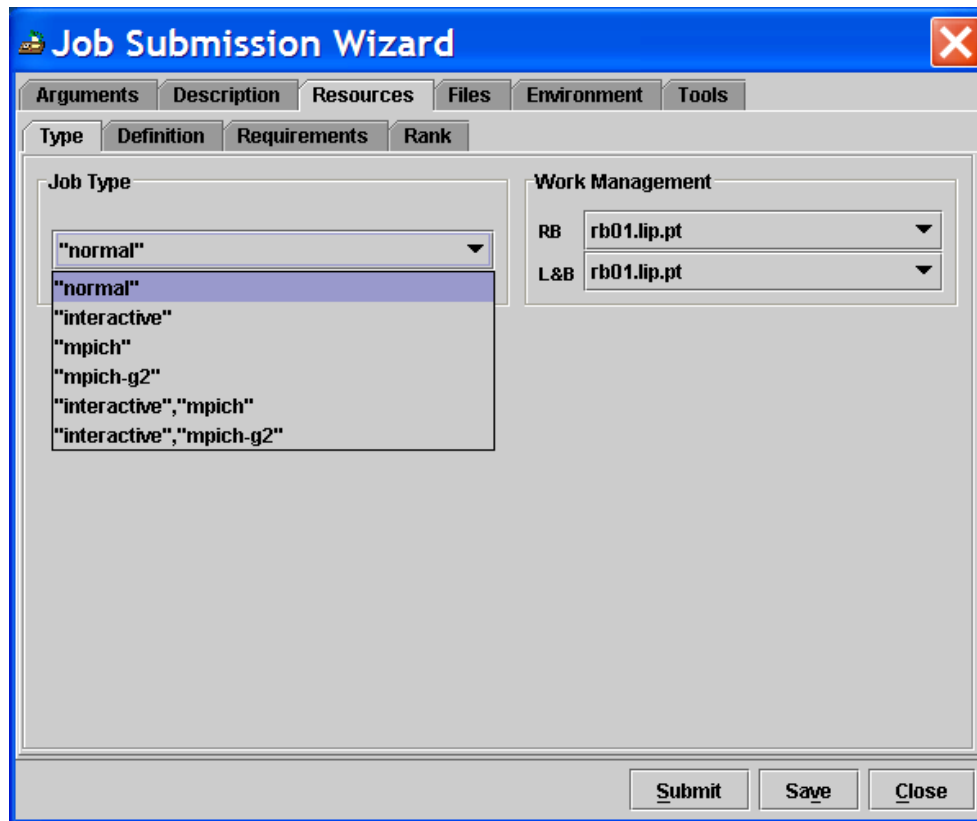 Job Submission Wizard
Arguments Description Resources Files Environment Tools
Type Definition Requirements Rank
Job Type
"normal"
"normal"
"interactive"
"mpich"
"mpich-g2"
"interactive","mpich"
"interactive","mpich-g2"
Work Management
RB rb01.lip.pt
L&B rb01.lip.pt
Submit Save Close